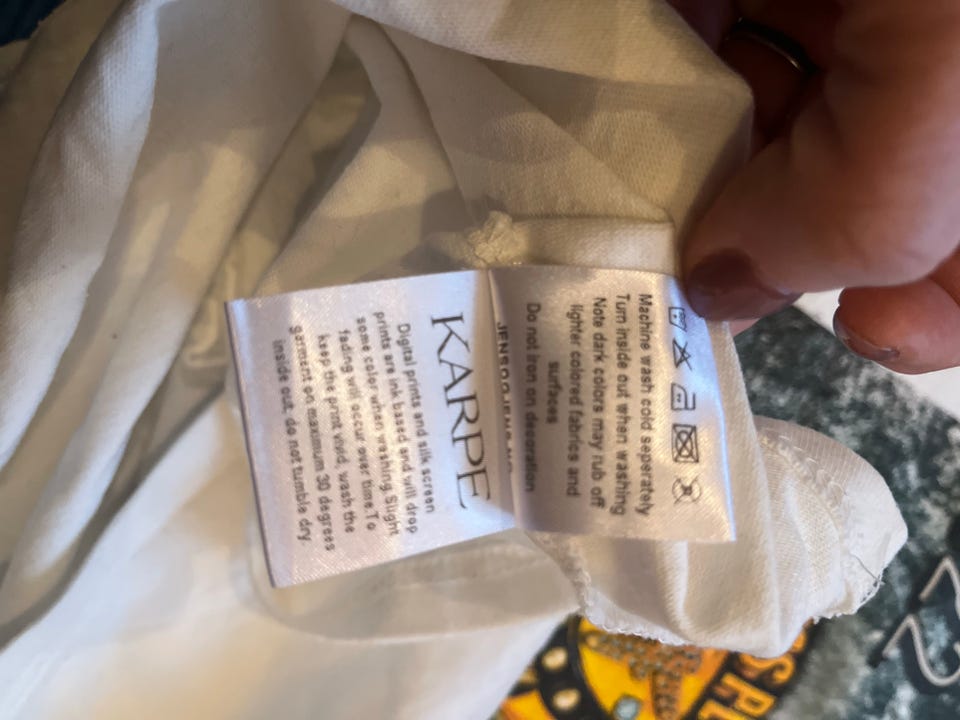 Machine wash cold seperately
Turn inside out when washing
Note dark colors may rub off
lighter colored fabrics and
surfaces
Do not iron on decoration
KARPE
Digital prints and silk screen
prints are ink based and will drop
some color when washing.Slight
fading will occur over time.To
keep the print vivid, wash the
garment on maximum 30 degrees
inside out, do not tumble dry.